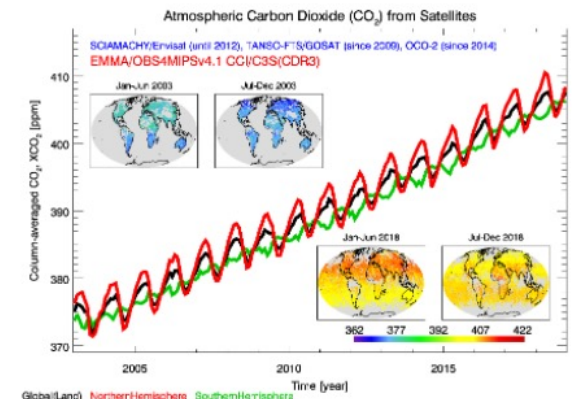 Atmospheric Carbon Dioxide (CO₂) from Satellites
SCIAMACHY/Envisat (until 2012), TANSO-FTS/GOSAT (since 2009), OCO-2 (since 2014)
EMMA/OBS4MIPSv4.1 CCI/C3S(CDR3)
Jan-Jun 2003 Jul-Dec 2003
Column-averaged CO₂, XCO₂ [ppm]
410
400
390
380
370
Jan-Jun 2018 Jul-Dec 2018
362 377 392 407 422
2005 2010 2015
Time [year]
Global(Land) NorthernHemisphere SouthernHemisphere